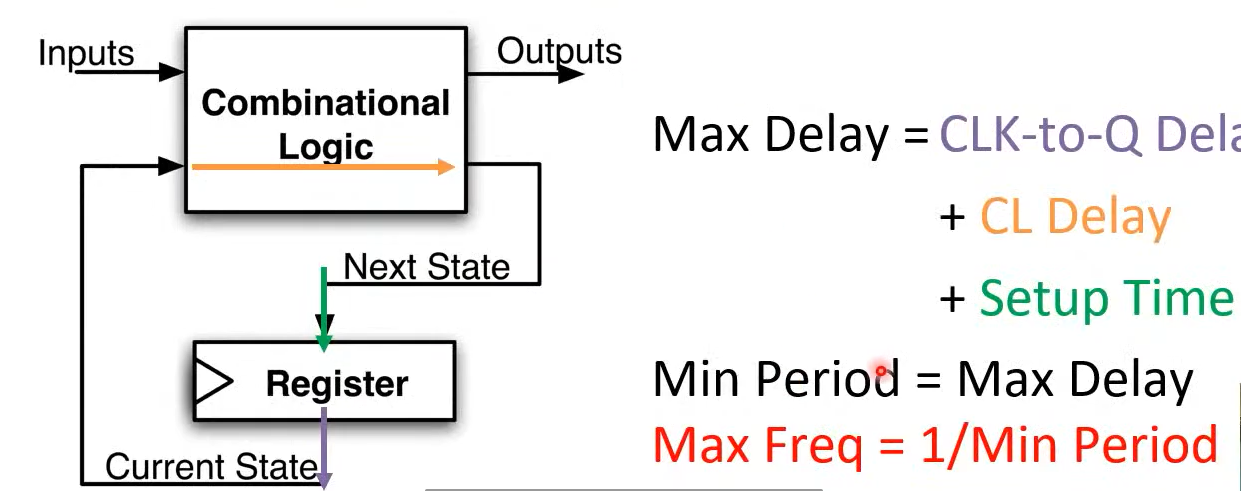 Inputs
Outputs
Combinational
Logic
Next State
Register
Current State
Max Delay = CLK-to-Q
+ CL Delay
+ Setup Time
Min Period = Max Delay
Max Freq = 1/Min Period